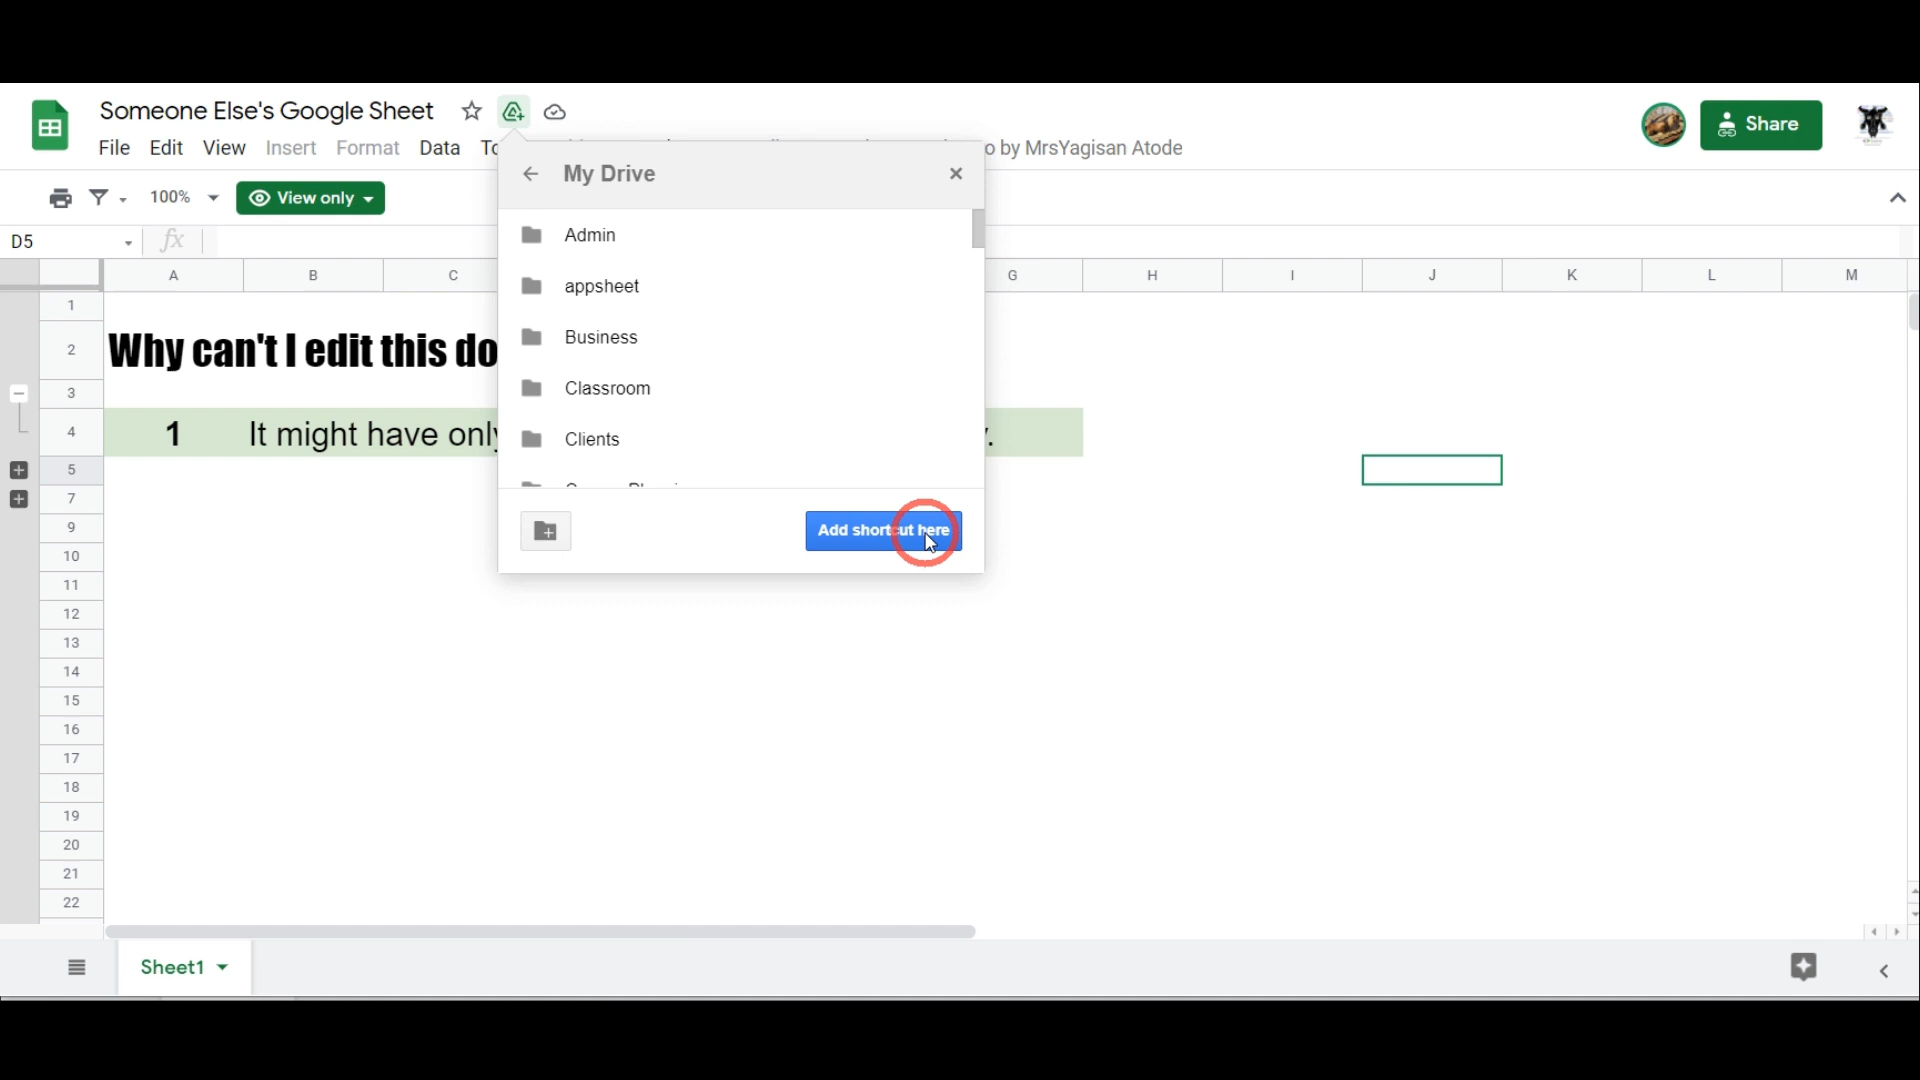 Someone Else's Google Sheet
Share
File Edit View Insert Format Data
o by MrsYagisan Atode
My Drive
100% View only
D5 fx
Admin
A B C G H I J K L M
appsheet
1
Business
2 Why can't I edit this do
3 Classroom
4 1 It might have only
Clients
5
7
9
Add shortcut here
10
11
12
13
14
15
16
17
18
19
20
21
22
Sheet1